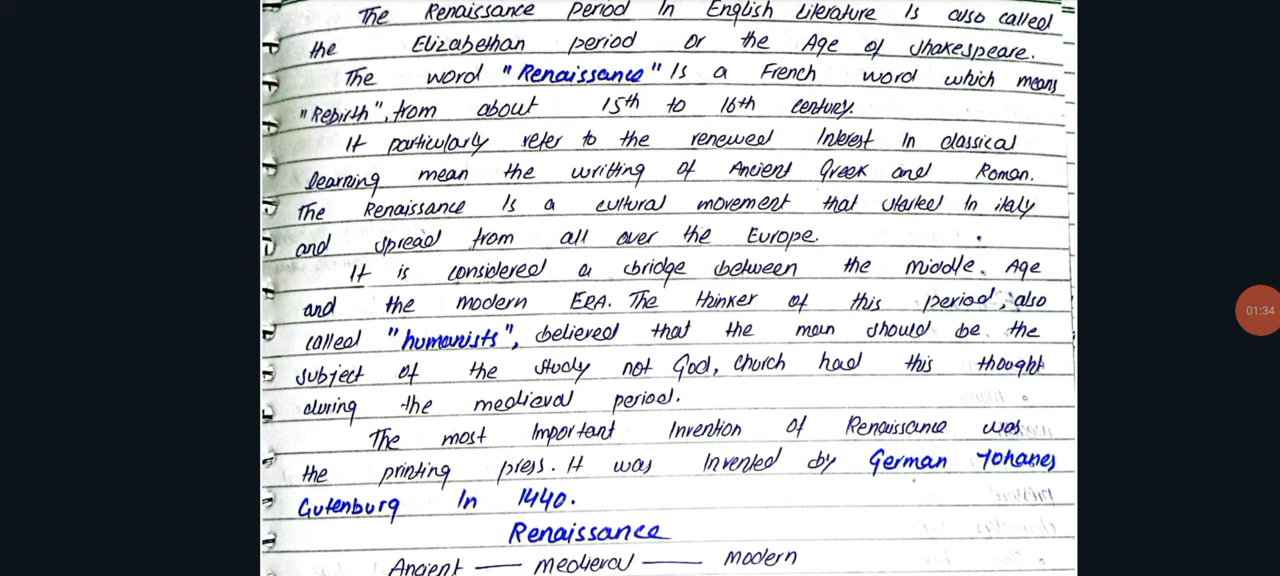 The Renaissance Period In English Literature Is also called
the Elizabethan period or the Age of Shakespeare.
The word "Renaissance" Is a French word which means
"Rebirth", from about 15th to 16th century.
It particularly refer to the renewed Interest In classical
learning mean the writting of Ancient Greek and Roman.
The Renaissance Is a cultural movement that started In italy
and spread from all over the Europe.
It is considered a bridge between the middle. Age
and the modern ERA. The thinker of this period, also
called "humanists", believed that the man should be the
subject of the study not God, church had this thought
during the medieval period.
The most Important Invention of Renaissance was
the printing press. It was Invented by German Yohanes
Gutenburg In 1440.
Renaissance
Ancient — medieval — Modern
01:34